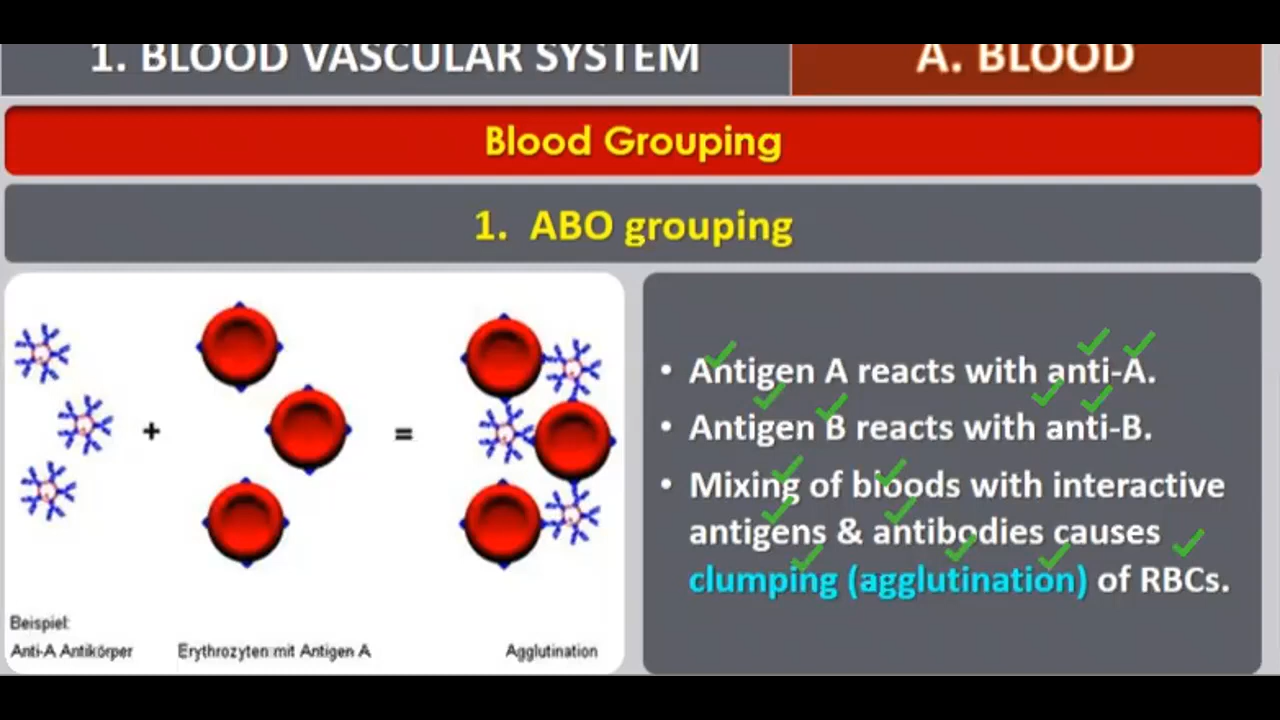 1. BLOOD VASCULAR SYSTEM
A. BLOOD
Blood Grouping
1. ABO grouping
• Antigen A reacts with anti-A.
• Antigen B reacts with anti-B.
• Mixing of bloods with interactive
antigens & antibodies causes
clumping (agglutination) of RBCs.
+
=
Beispiel:
Anti-A Antikörper
Erythrozyten mit Antigen A
Agglutination